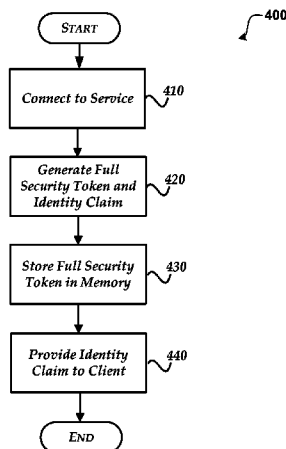 START
400
Connect to Service
410
Generate Full
Security Token and
Identity Claim
420
Store Full Security
Token in Memory
430
Provide Identity
Claim to Client
440
END